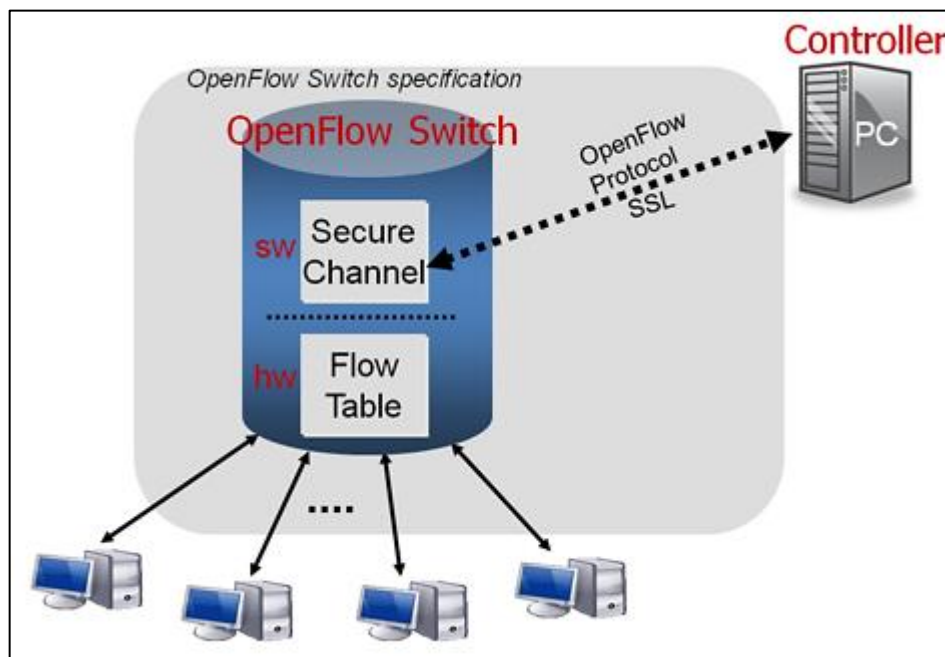 Controller
OpenFlow Switch specification
OpenFlow Switch
PC
OpenFlow
Protocol
SSL
sw
Secure
Channel
hw
Flow
Table